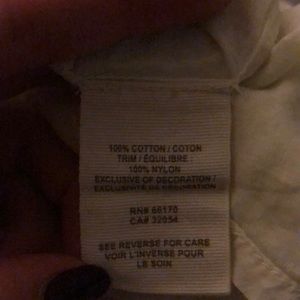 100% COTTON / COTON
TRIM / ÉQUILIBRE :
100% NYLON
EXCLUSIVE OF DECORATION /
EXCLUSIVITÉ DE DÉCORATION
RN# 66170
CA# 32054
SEE REVERSE FOR CARE
VOIR L'INVERSE POUR
LE SOIN